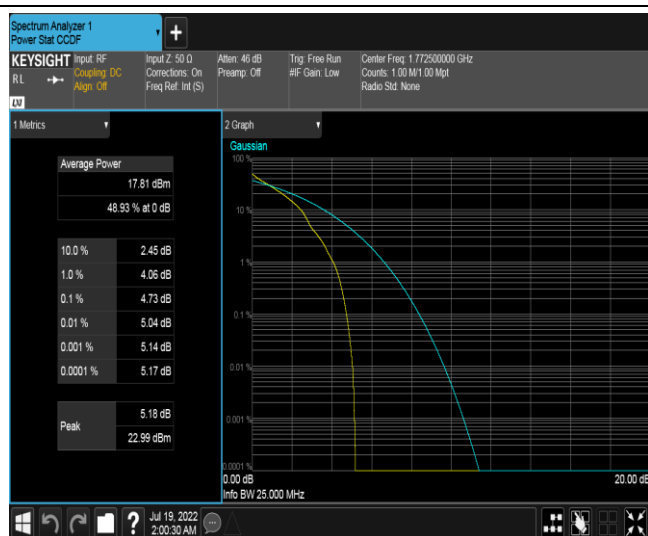 Spectrum Analyzer 1
Power Stat CCDF
+
KEYSIGHT
RL
LXI
Input: RF
Coupling: DC
Align: Off
Input Z: 50 Ω
Corrections: On
Freq Ref: Int (S)
Atten: 46 dB
Preamp: Off
Trig: Free Run
#IF Gain: Low
Center Freq: 1.772500000 GHz
Counts: 1.00 M/1.00 Mpt
Radio Std: None
1 Metrics
Average Power
17.81 dBm
48.93 % at 0 dB
10.0 % 2.45 dB
1.0 % 4.06 dB
0.1 % 4.73 dB
0.01 % 5.04 dB
0.001 % 5.14 dB
0.0001 % 5.17 dB
Peak
5.18 dB
22.99 dBm
2 Graph
Gaussian
100 %
10 %
1 %
0.1 %
0.01 %
0.001 %
0.0001 %
0.00 dB 20.00 dB
Info BW 25.000 MHz
?
Jul 19, 2022
2:00:30 AM